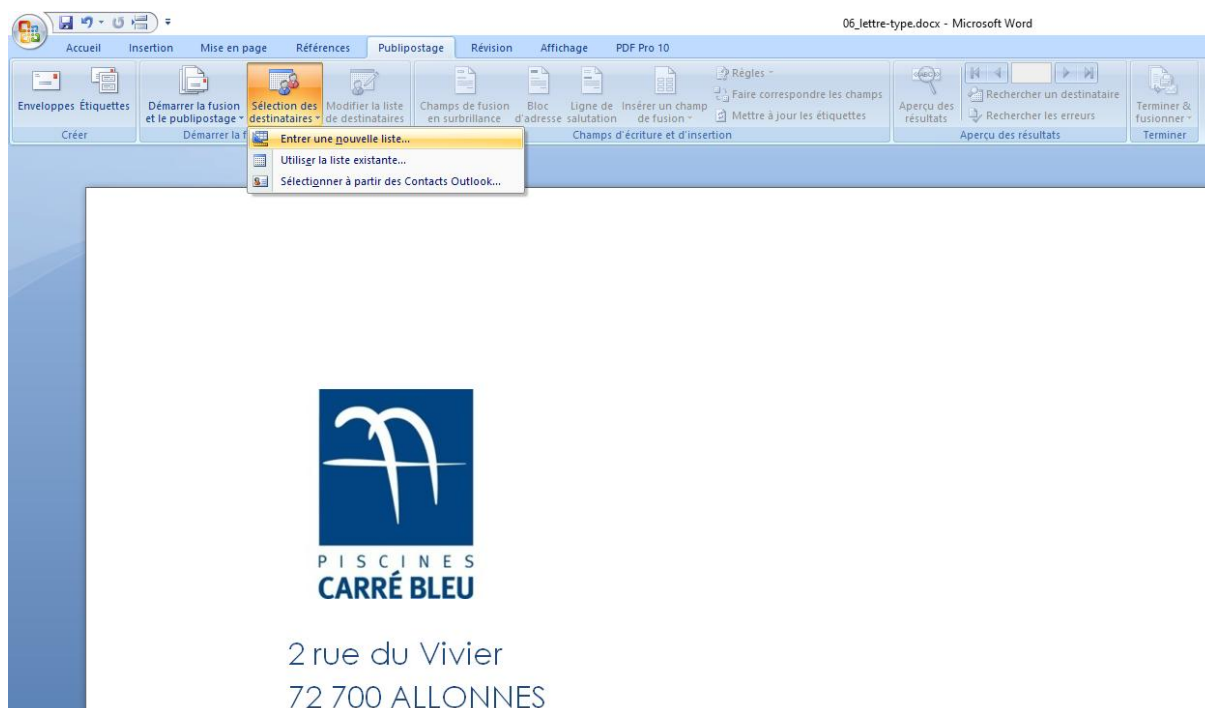 06_lettre-type.docx - Microsoft Word
Accueil Insertion Mise en page Références Publipostage Révision Affichage PDF Pro 10
Enveloppes Étiquettes
Créer
Démarrer la fusion et le publipostage
Sélection des destinataires
Modifier la liste de destinataires
Démarrer la f
Champs de fusion en surbrillance
Bloc d'adresse
Ligne de salutation
Insérer un champ de fusion
Règles
Faire correspondre les champs
Mettre à jour les étiquettes
Champs d'écriture et d'insertion
ABC
Aperçu des résultats
Rechercher un destinataire
Rechercher les erreurs
Aperçu des résultats
Terminer & fusionner
Terminer
Entrer une nouvelle liste...
Utiliser la liste existante...
Sélectionner à partir des Contacts Outlook...
PISCINES
CARRÉ BLEU
2 rue du Vivier
72 700 ALLONNES